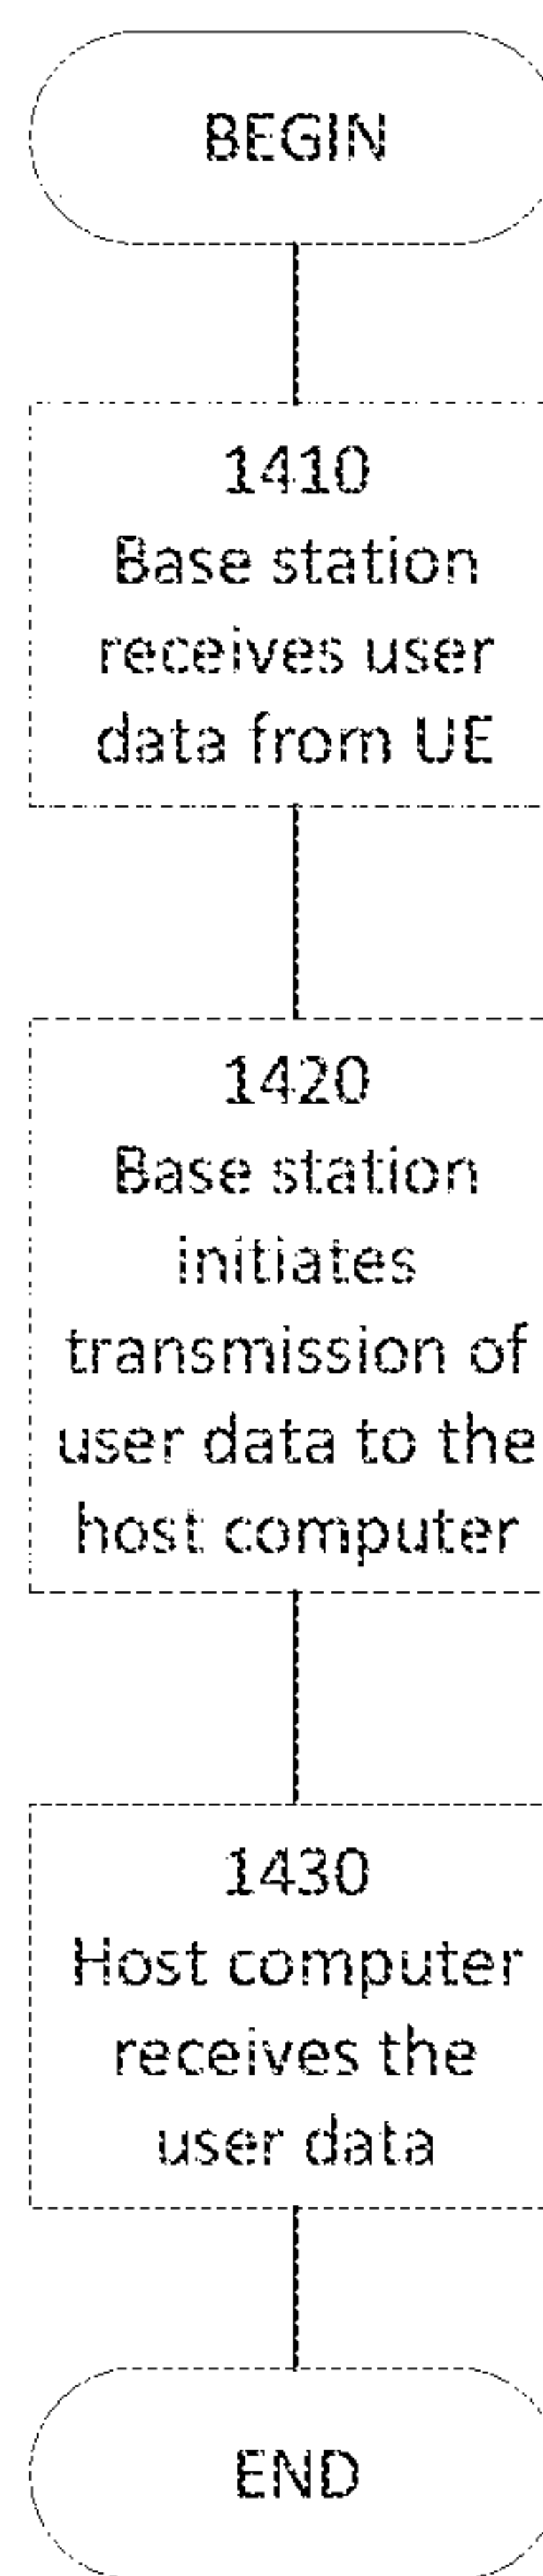 BEGIN
1410
Base station
receives user
data from UE
1420
Base station
initiates
transmission of
user data to the
host computer
1430
Host computer
receives the
user data
END